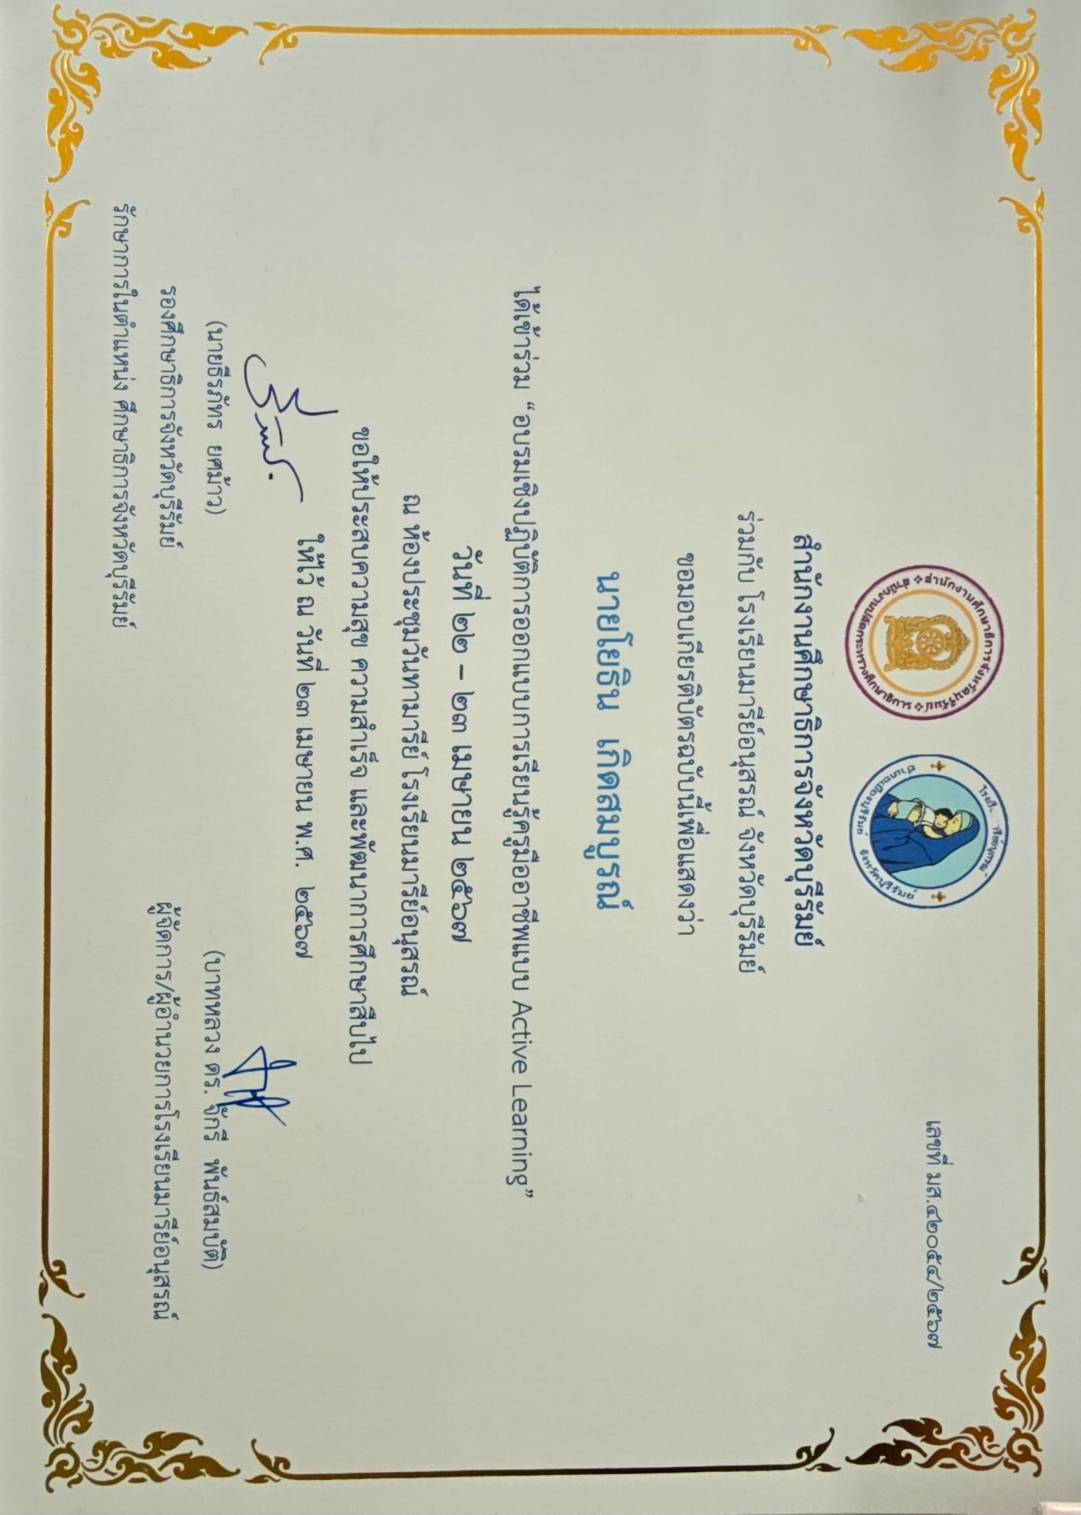 เลขที่ มส.๔๒๐๕๔/๒๕๖๗
สำนักงานศึกษาธิการจังหวัดบุรีรัมย์
ร่วมกับ โรงเรียนมารีย์อนุสรณ์ จังหวัดบุรีรัมย์
ขอมอบเกียรติบัตรฉบับนี้เพื่อแสดงว่า
นายโยธิน เกิดสมบูรณ์
ได้เข้าร่วม “อบรมเชิงปฏิบัติการออกแบบการเรียนรู้ครูมืออาชีพแบบ Active Learning”
วันที่ ๒๒ – ๒๓ เมษายน ๒๕๖๗
ณ ห้องประชุมวันทามารีย์ โรงเรียนมารีย์อนุสรณ์
ขอให้ประสบความสุข ความสำเร็จ และพัฒนาการศึกษาสืบไป
ให้ไว้ ณ วันที่ ๒๓ เมษายน พ.ศ. ๒๕๖๗
(นายธีรภัทร ยศม้าว)
รองศึกษาธิการจังหวัดบุรีรัมย์
รักษาการในตำแหน่ง ศึกษาธิการจังหวัดบุรีรัมย์
(บาทหลวง ดร. จักรี พันธ์สมบัติ)
ผู้จัดการ/ผู้อำนวยการโรงเรียนมารีย์อนุสรณ์